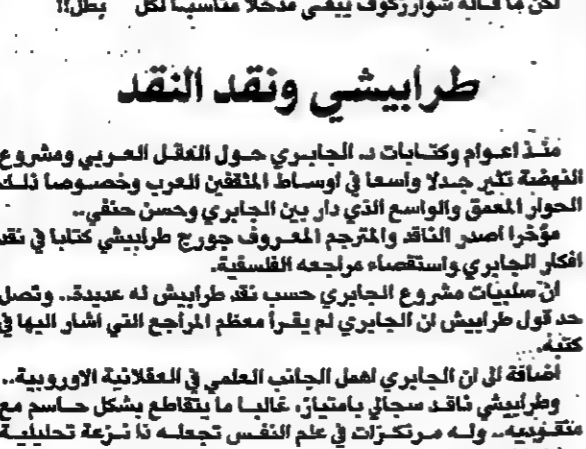 لكن ما قاله شوارزكوف يبقى مدخلا مناسبا لكل بطل!!
طرابيشي ونقد النقد
منذ اعوام وكتابات د. الجابري حول العقل العربي ومشروع
النهضة تثير جدلا واسعا في اوساط المثقفين العرب وخصوصا ذلك
الحوار المعمق والواسع الذي دار بين الجابري وحسن حنفي..
مؤخرا اصدر الناقد والمترجم المعروف جورج طرابيشي كتابا في نقد
افكار الجابري واستقصاء مراجعه الفلسفية.
ان سلبيات مشروع الجابري حسب نقد طرابيش له عديدة.. وتصل
حد قول طرابيش ان الجابري لم يقرأ معظم المراجع التي اشار اليها في
كتبه..
اضافة الى ان الجابري اهمل الجانب العلمي في العقلانية الاوروبية..
وطرابيشي ناقد سجالي بامتياز، غالبا ما يتقاطع بشكل حاسم مع
منقوديه.. وله مرتكزات في علم النفس تجعله ذا نزعة تحليلية